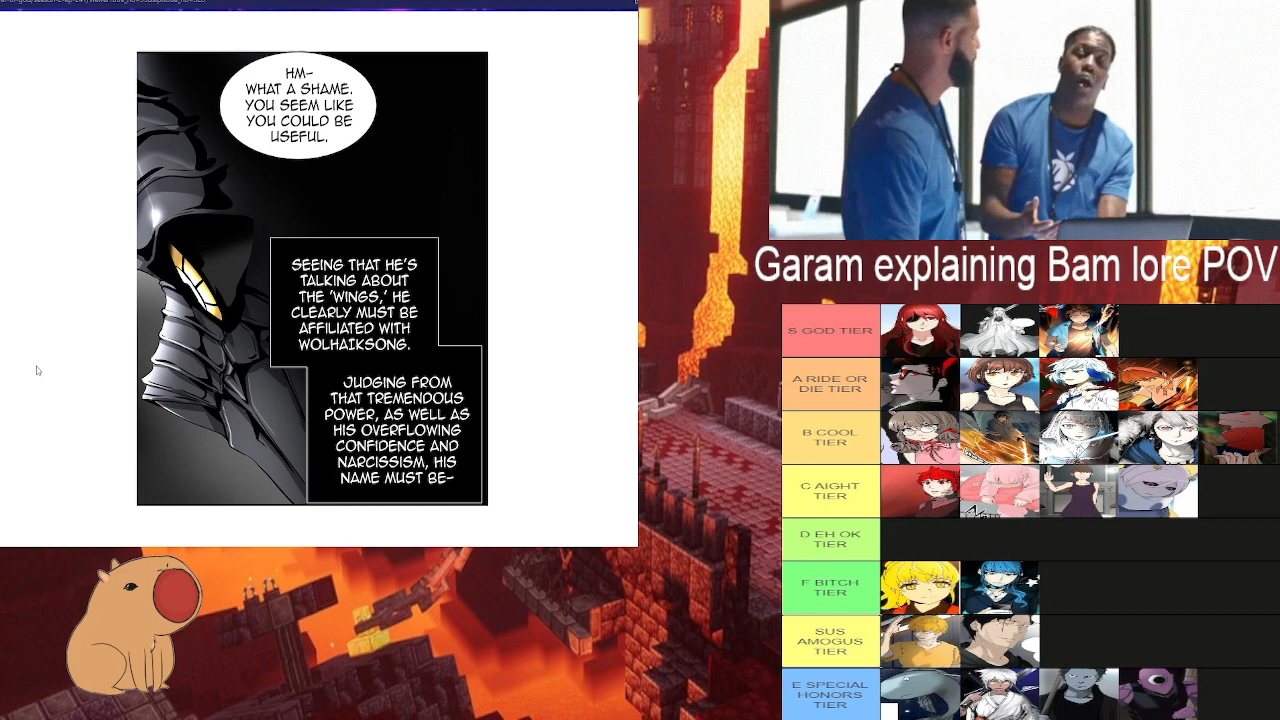 HM-
WHAT A SHAME.
YOU SEEM LIKE
YOU COULD BE
USEFUL.
SEEING THAT HE'S
TALKING ABOUT
THE 'WINGS,' HE
CLEARLY MUST BE
AFFILIATED WITH
WOLHAIKSONG.
JUDGING FROM
THAT TREMENDOUS
POWER, AS WELL AS
HIS OVERFLOWING
CONFIDENCE AND
NARCISSISM, HIS
NAME MUST BE-
Garam explaining Bam lore POV
S GOD TIER
A RIDE OR
DIE TIER
B COOL
TIER
C AIGHT
TIER
D EH OK
TIER
F BITCH
TIER
SUS
AMOGUS
TIER
E SPECIAL
HONORS
TIER